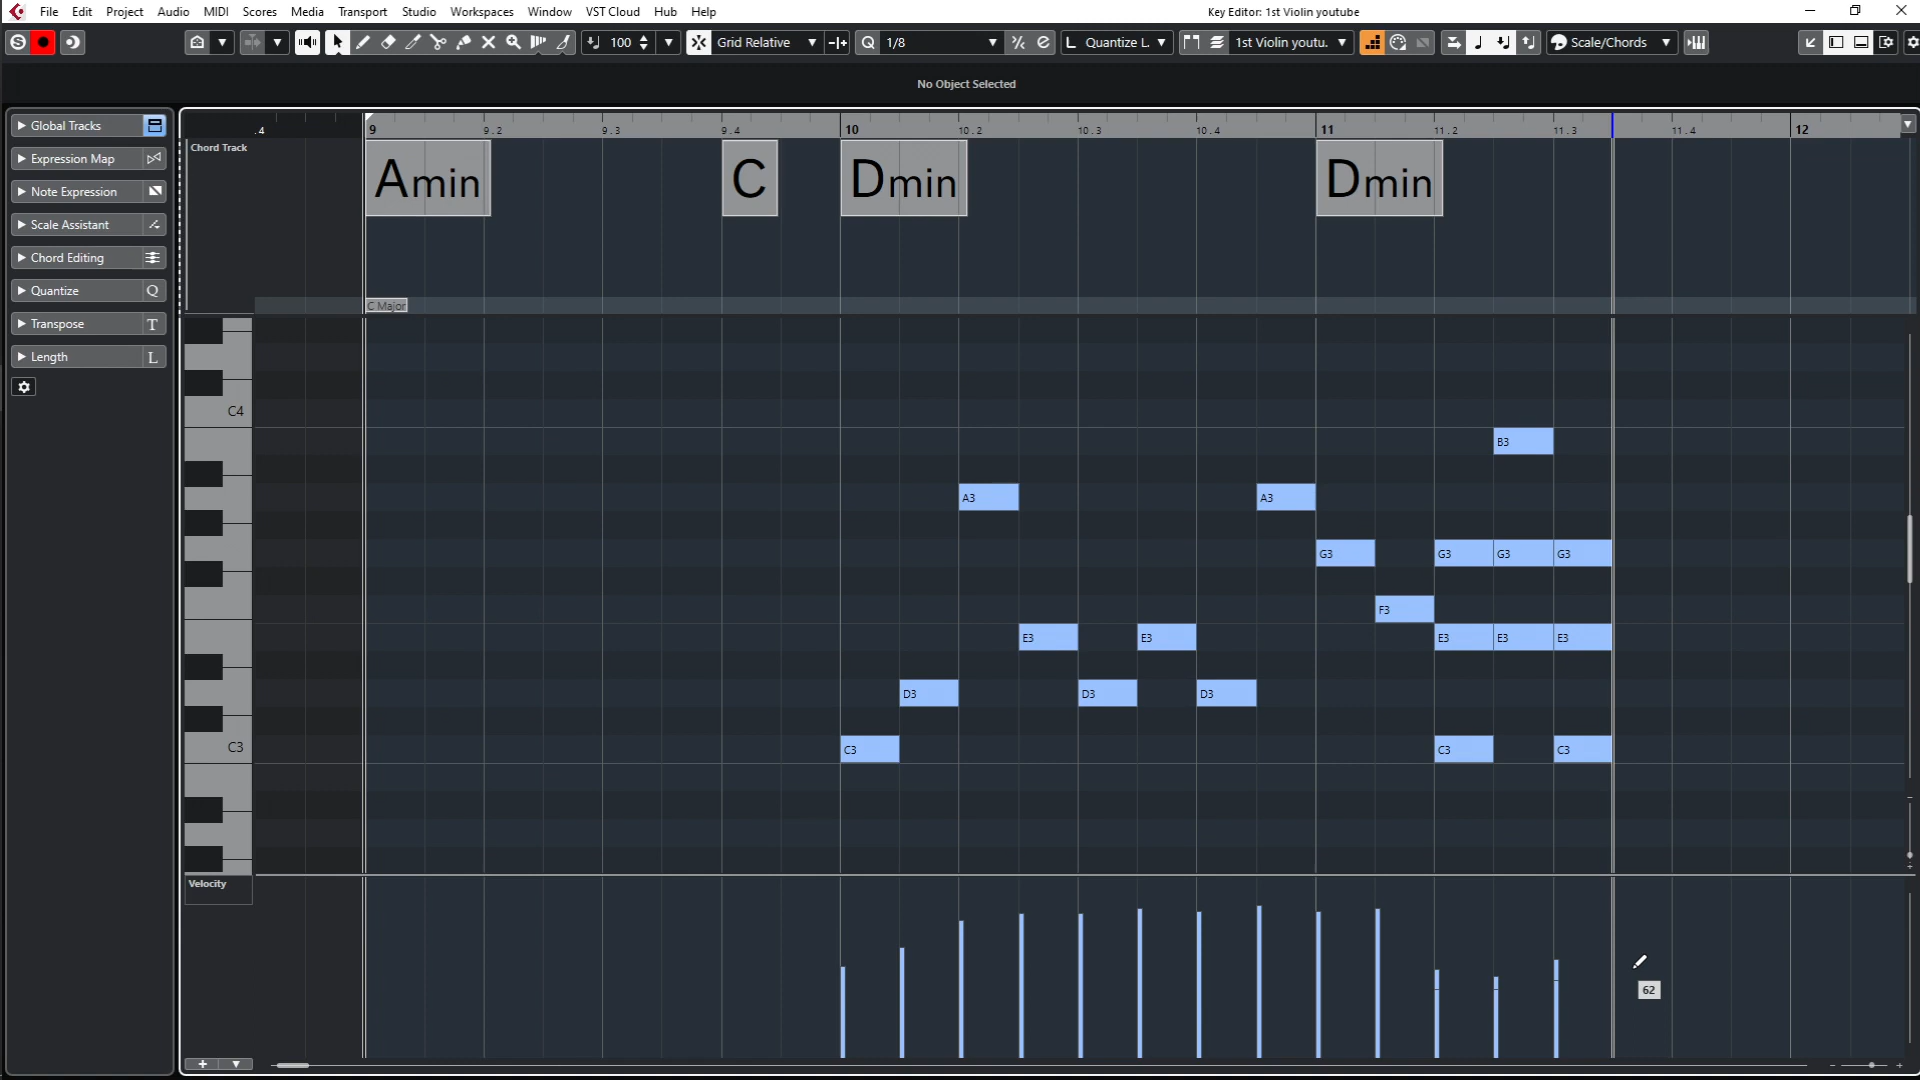 File Edit Project Audio MIDI Scores Media Transport Studio Workspaces Window VST Cloud Hub Help
Key Editor: 1st Violin youtube
S 100 Grid Relative Q 1/8 L Quantize L. 1st Violin youtu. Scale/Chords
No Object Selected
Global Tracks
Expression Map
Note Expression
Scale Assistant
Chord Editing
Quantize Q
Transpose T
Length L
.4 9 9.2 9.3 9.4 10 10.2 10.3 10.4 11 11.2 11.3 11.4 12
Chord Track
Amin C Dmin Dmin
C Major
C4
B3
A3 A3
G3 G3 G3 G3
F3
E3 E3 E3 E3 E3
D3 D3 D3
C3 C3 C3 C3
Velocity
62